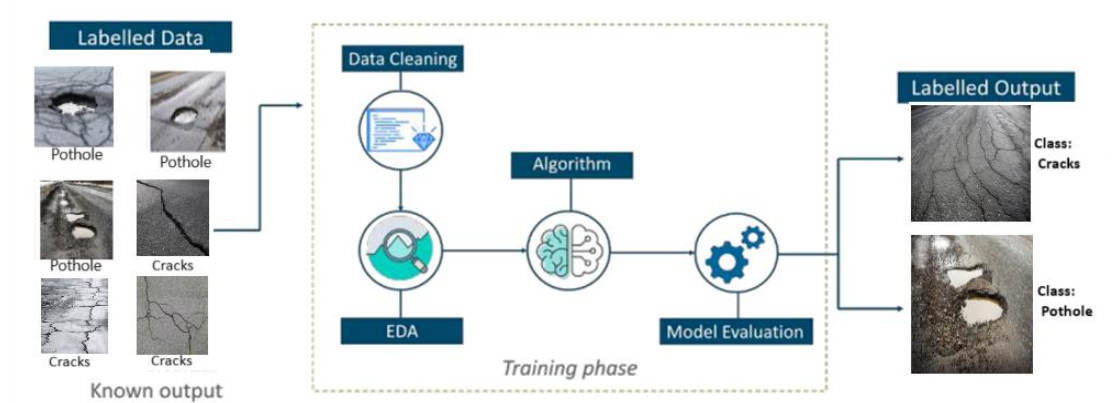 Labelled Data
Pothole
Pothole
Pothole
Cracks
Cracks
Cracks
Known output
Data Cleaning
EDA
Algorithm
Model Evaluation
Training phase
Labelled Output
Class:
Cracks
Class:
Pothole